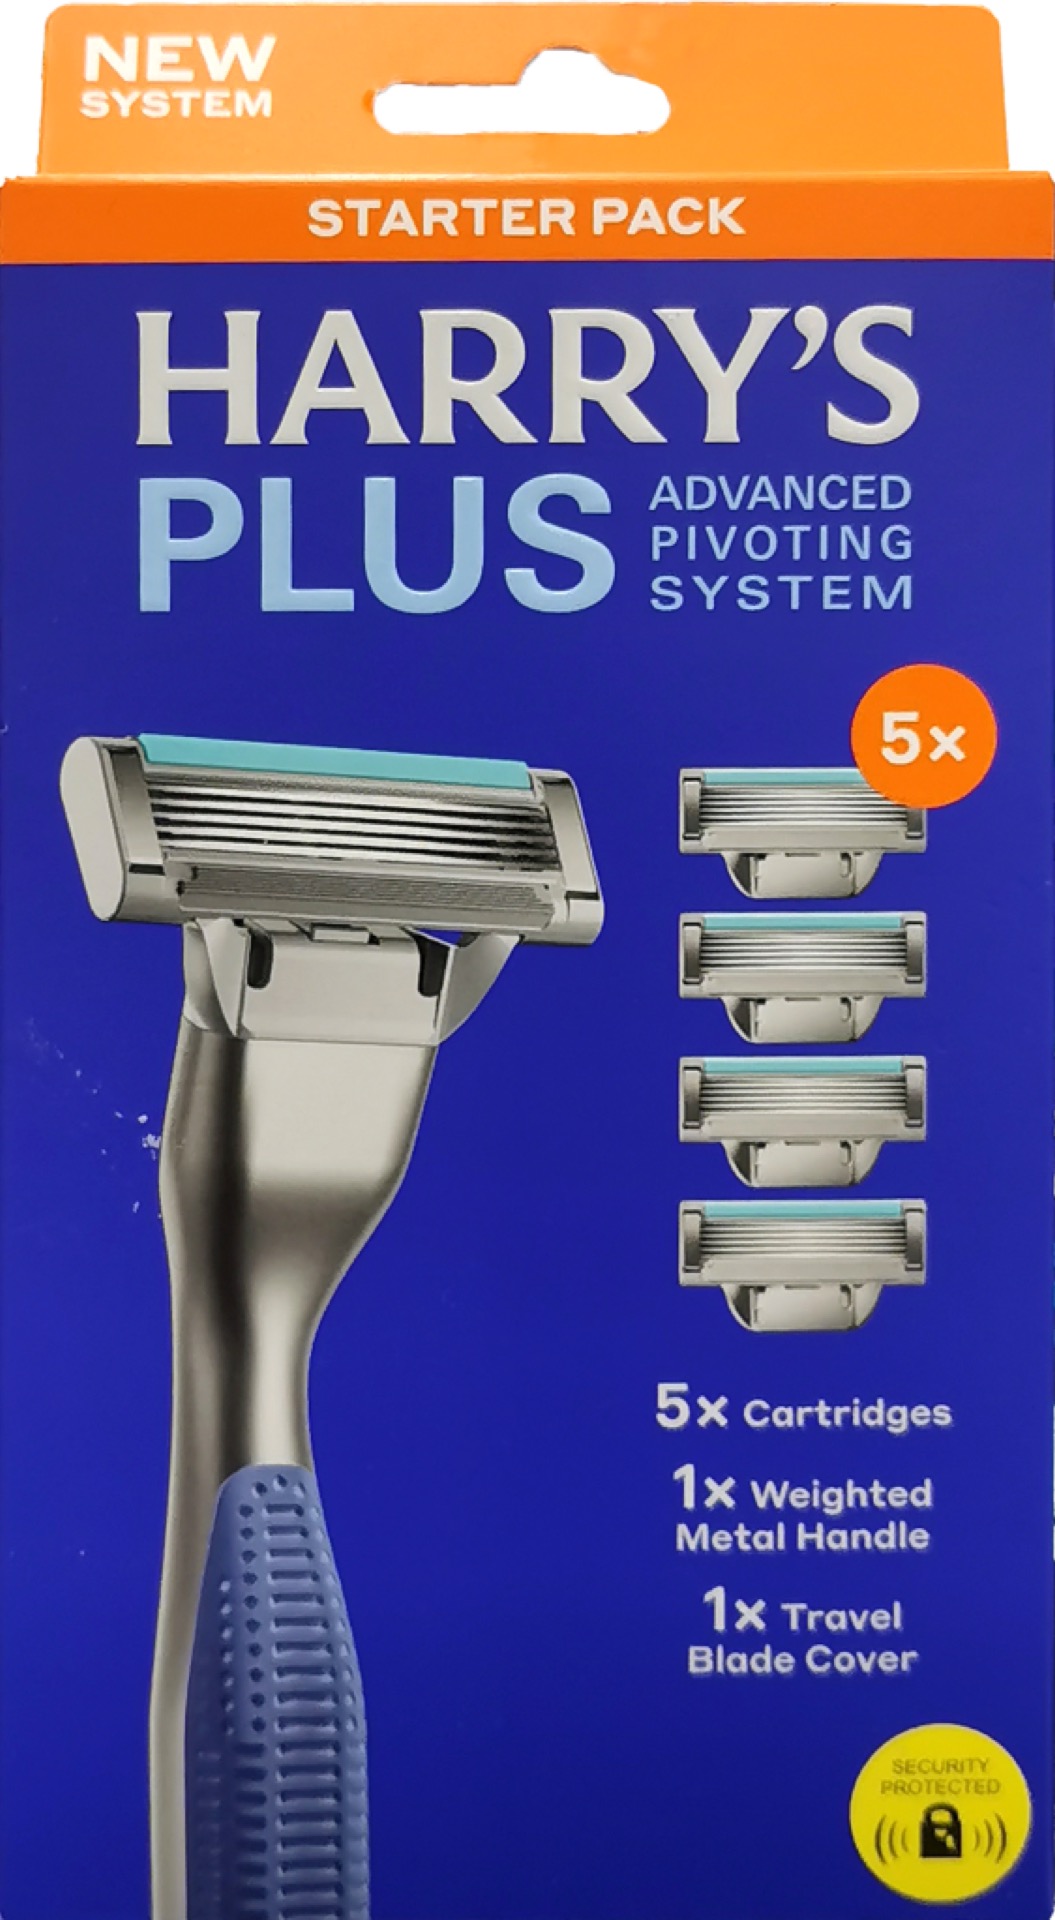 NEW
SYSTEM
STARTER PACK
HARRY'S
PLUS
ADVANCED
PIVOTING
SYSTEM
5x
5x Cartridges
1x Weighted
Metal Handle
1x Travel
Blade Cover
SECURITY
PROTECTED